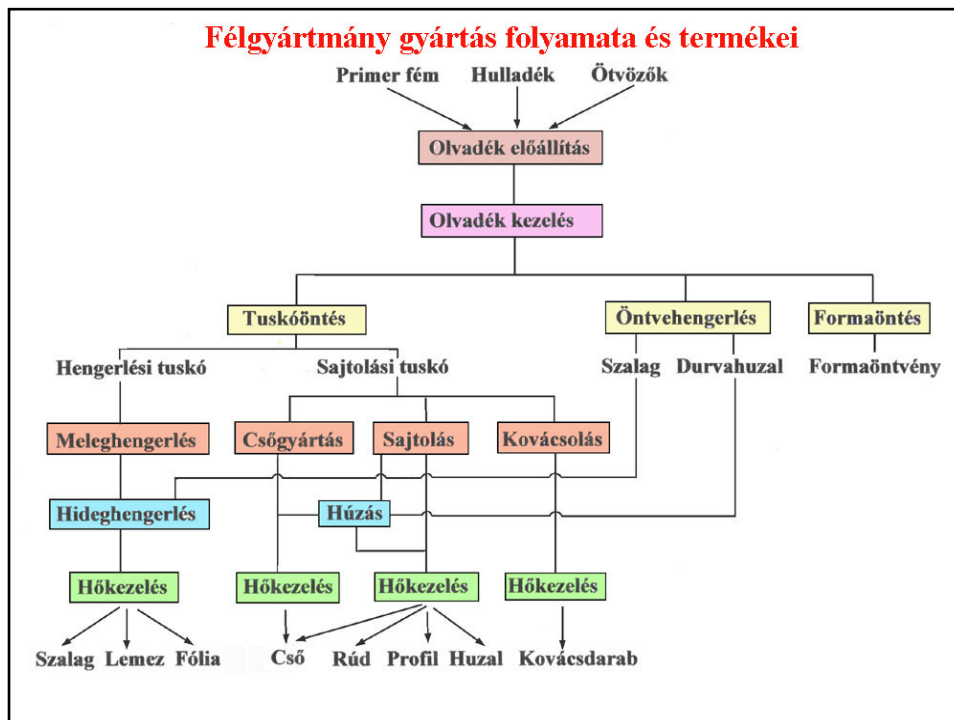 Félgyártmány gyártás folyamata és termékei
Primer fém Hulladék Ötvözők
Olvadék előállítás
Olvadék kezelés
Tuskóöntés Öntvehengerlés Formaöntés
Hengerlési tuskó Sajtolási tuskó Szalag Durvahuzal Formaöntvény
Meleghengerlés Csőgyártás Sajtolás Kovácsolás
Hideghengerlés Húzás
Hőkezelés Hőkezelés Hőkezelés Hőkezelés
Szalag Lemez Fólia Cső Rúd Profil Huzal Kovácsdarab